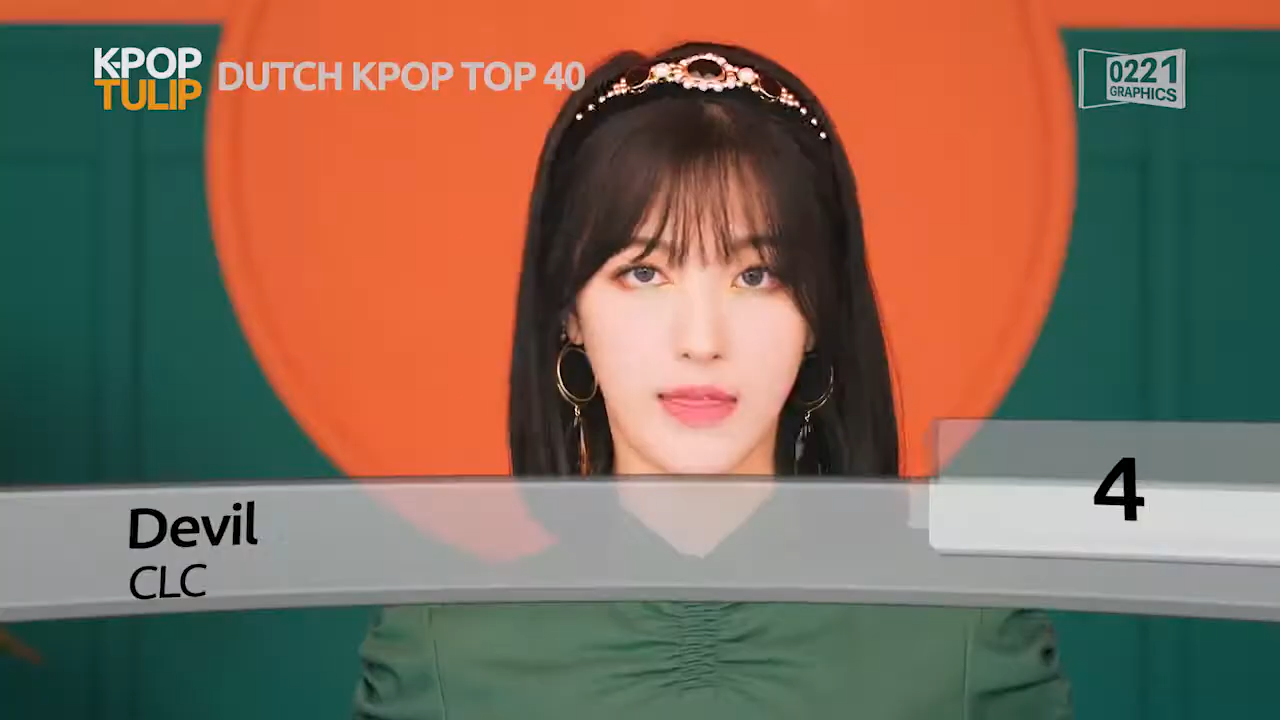 K-POP
TULIP
DUTCH KPOP TOP 40
0221
GRAPHICS
Devil
CLC
4